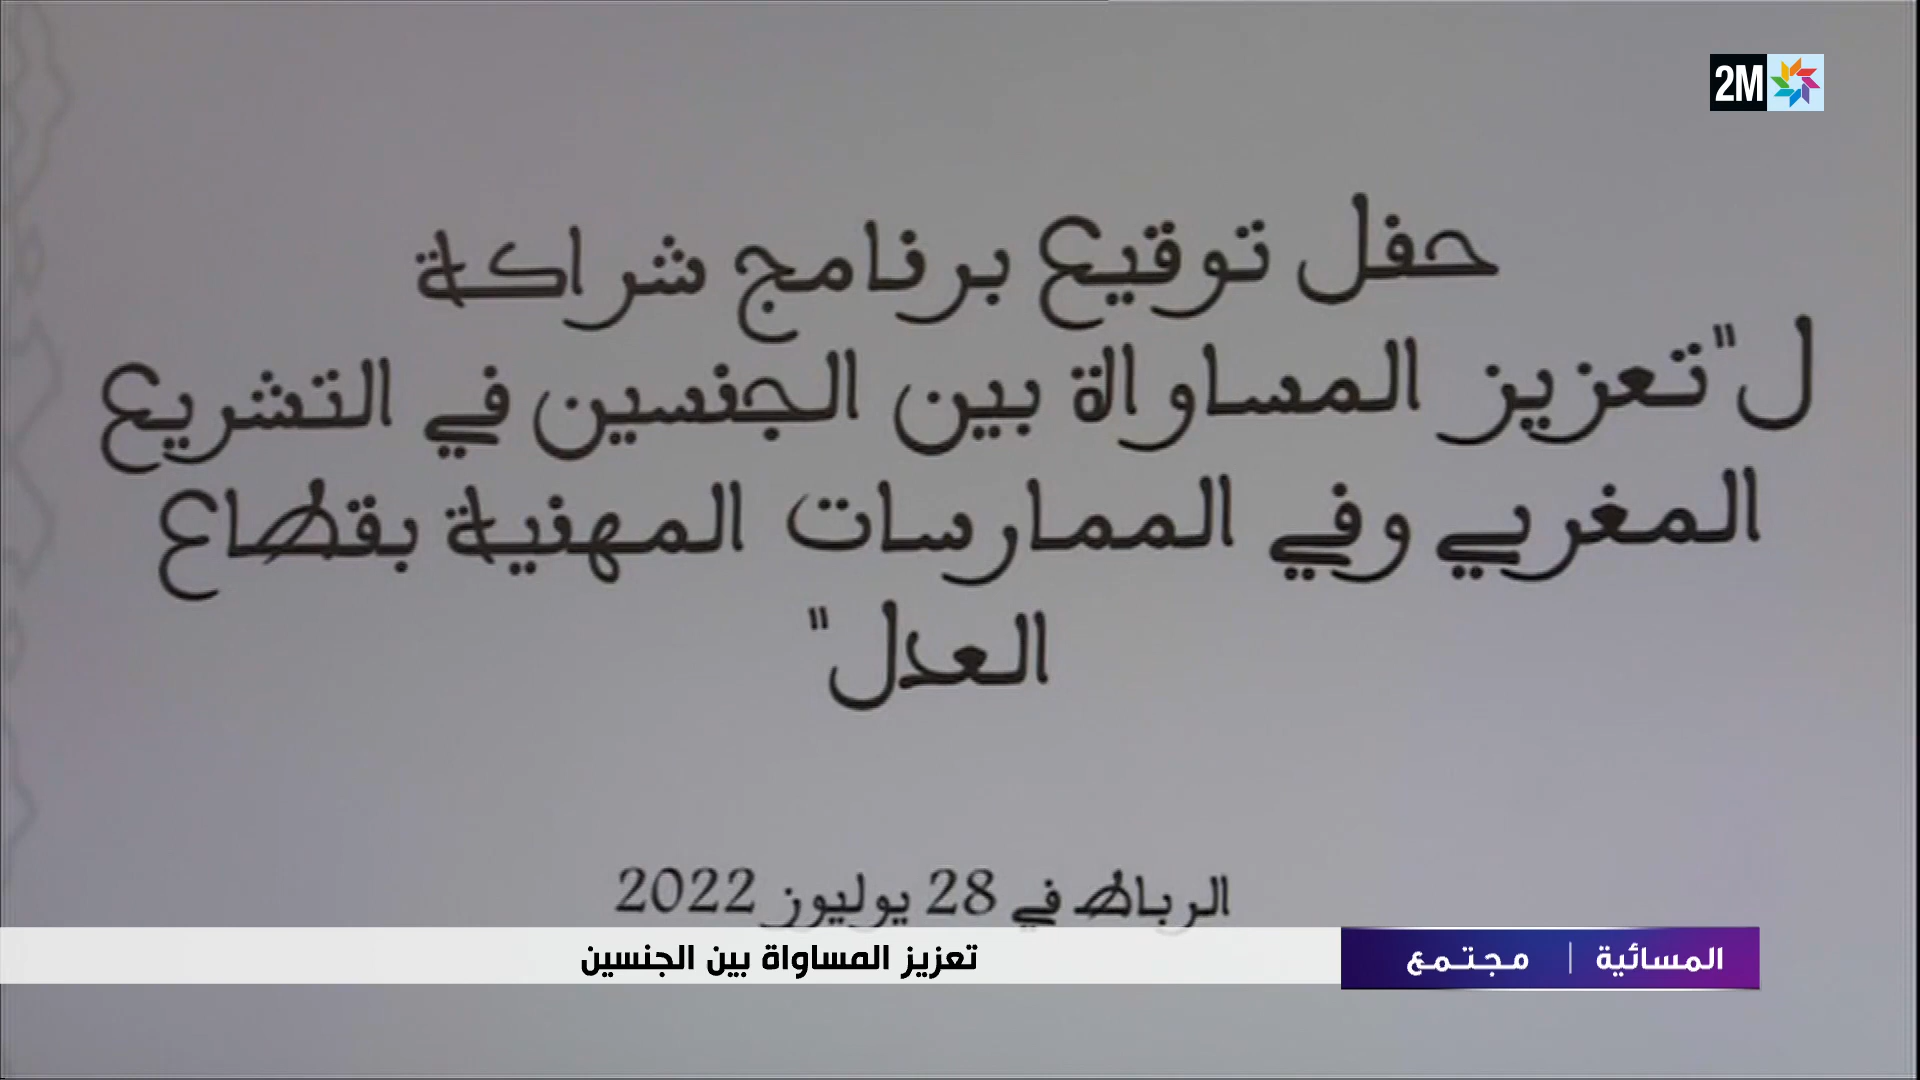 2M
حفل توقيع برنامج شراكة
ل"تعزيز المساواة بين الجنسين في التشريع
المغربي وفي الممارسات المهنية بقطاع
العدل"
الرباط في 28 يوليوز 2022
المسائية | مجتمع
تعزيز المساواة بين الجنسين